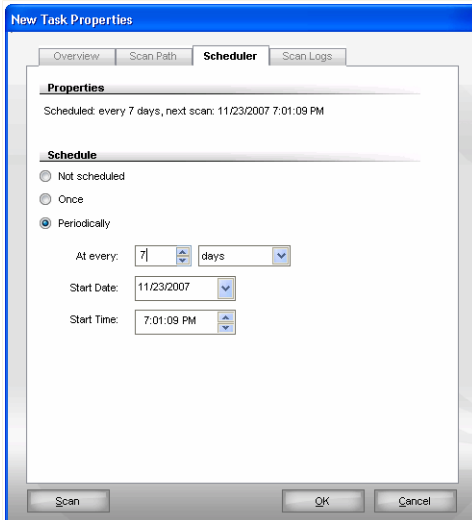 New Task Properties
Overview Scan Path Scheduler Scan Logs
Properties
Scheduled: every 7 days, next scan: 11/23/2007 7:01:09 PM
Schedule
Not scheduled
Once
Periodically
At every: 7 days
Start Date: 11/23/2007
Start Time: 7:01:09 PM
Scan OK Cancel